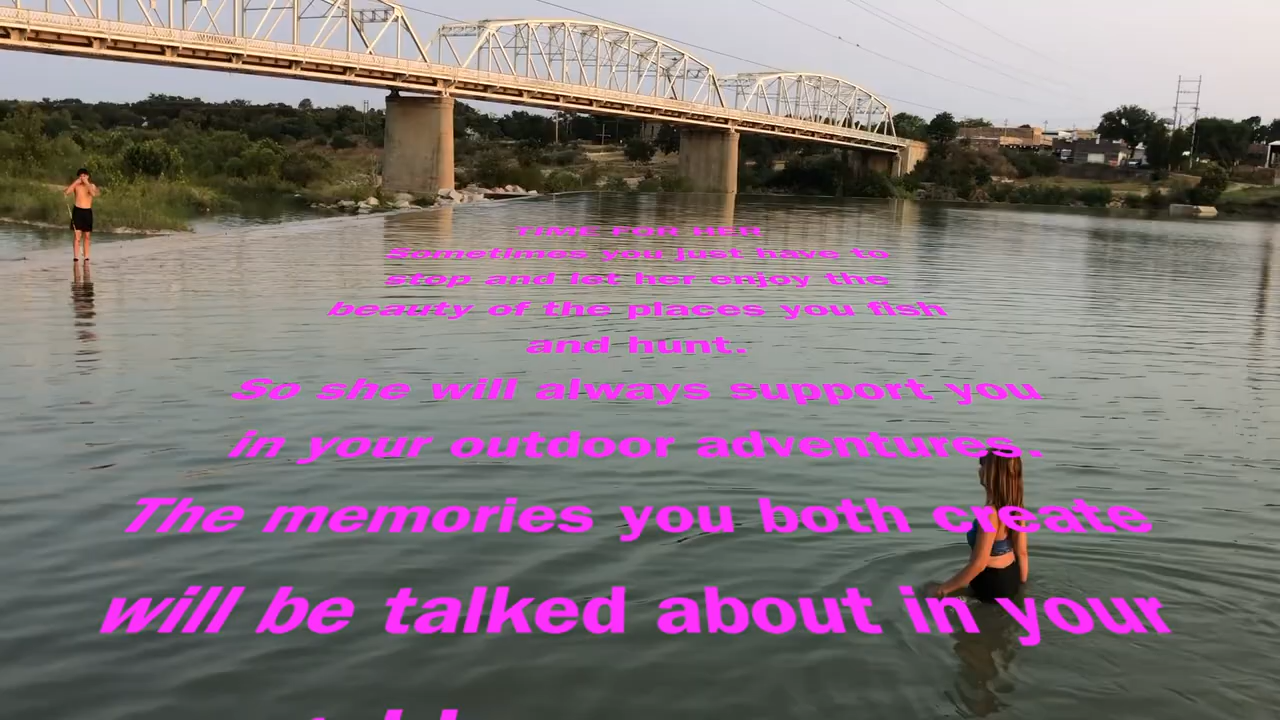 TIME FOR HER
Sometimes you just have to
stop and let her enjoy the
beauty of the places you fish
and hunt.
So she will always support you
in your outdoor adventures.
The memories you both create
will be talked about in your